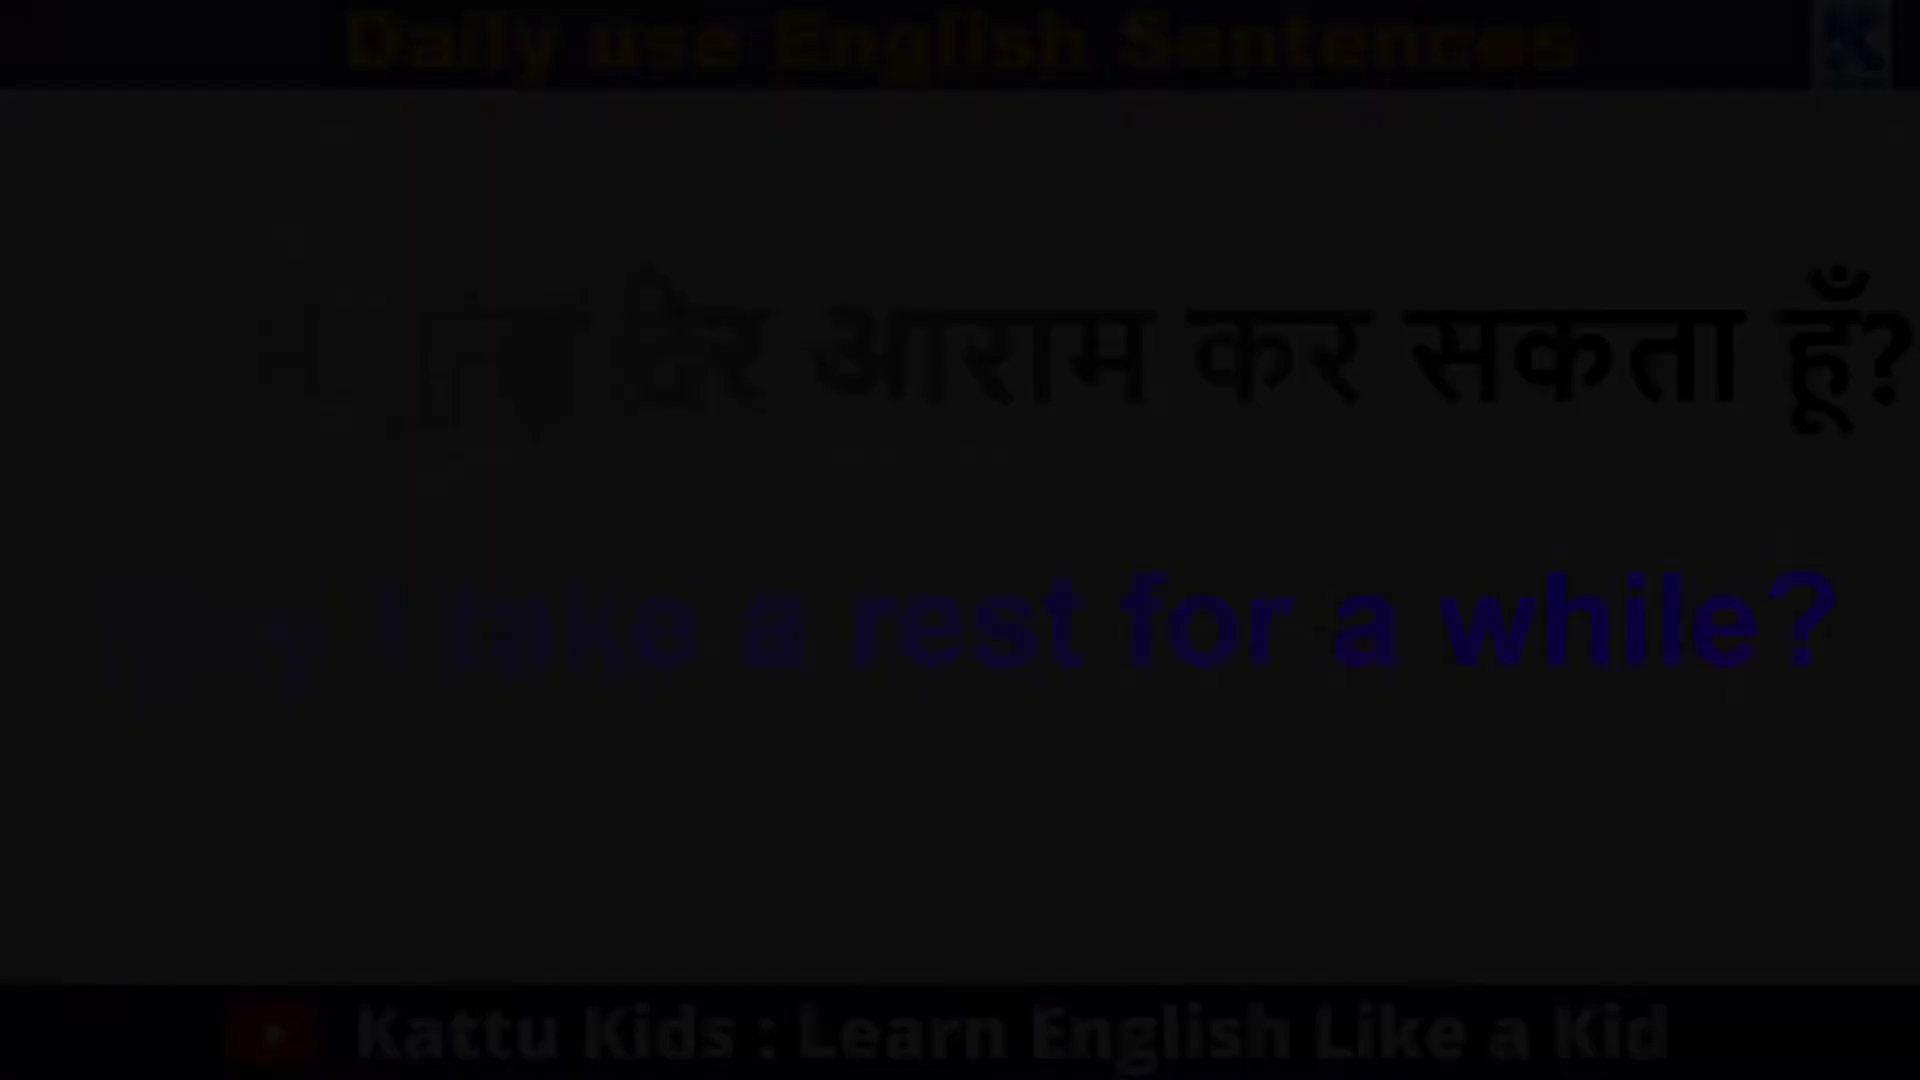 Daily use English Sentences
मैं कुछ देर आराम कर सकता हूँ?
I take a rest for a while?
Kattu Kids : Learn English Like a Kid